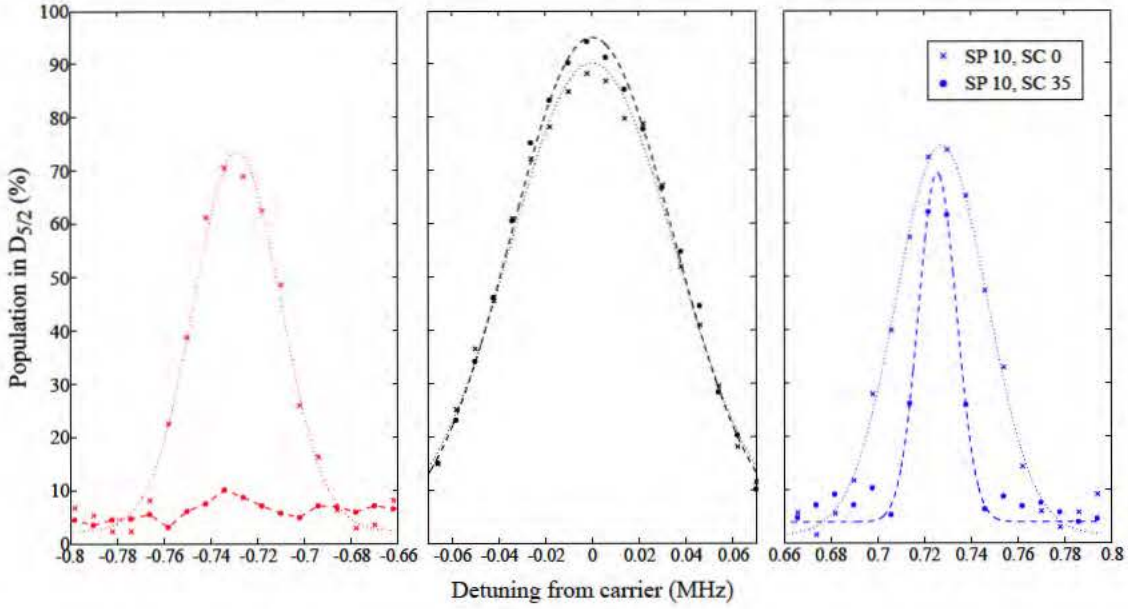 100
90
80
70
60
50
40
30
20
10
0
Population in D5/2 (%)
-0.8 -0.78 -0.76 -0.74 -0.72 -0.7 -0.68 -0.66
-0.06 -0.04 -0.02 0 0.02 0.04 0.06
0.66 0.68 0.7 0.72 0.74 0.76 0.78 0.8
Detuning from carrier (MHz)
SP 10, SC 0
SP 10, SC 35